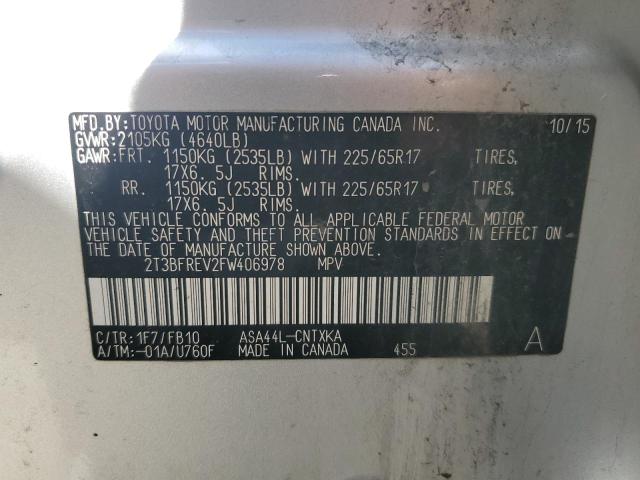 MFD.BY:TOYOTA MOTOR MANUFACTURING CANADA INC. 10/15
GVWR:2105KG (4640LB)
GAWR:FRT. 1150KG (2535LB) WITH 225/65R17 TIRES,
17X6.5J RIMS.
RR. 1150KG (2535LB) WITH 225/65R17 TIRES,
17X6.5J RIMS.
THIS VEHICLE CONFORMS TO ALL APPLICABLE FEDERAL MOTOR
VEHICLE SAFETY AND THEFT PREVENTION STANDARDS IN EFFECT ON
THE DATE OF MANUFACTURE SHOWN ABOVE.
2T3BFREV2FW406978 MPV
C/TR:1F7/FB10 ASA44L-CNTXKA
A/TM:-01A/U760F MADE IN CANADA 455 A